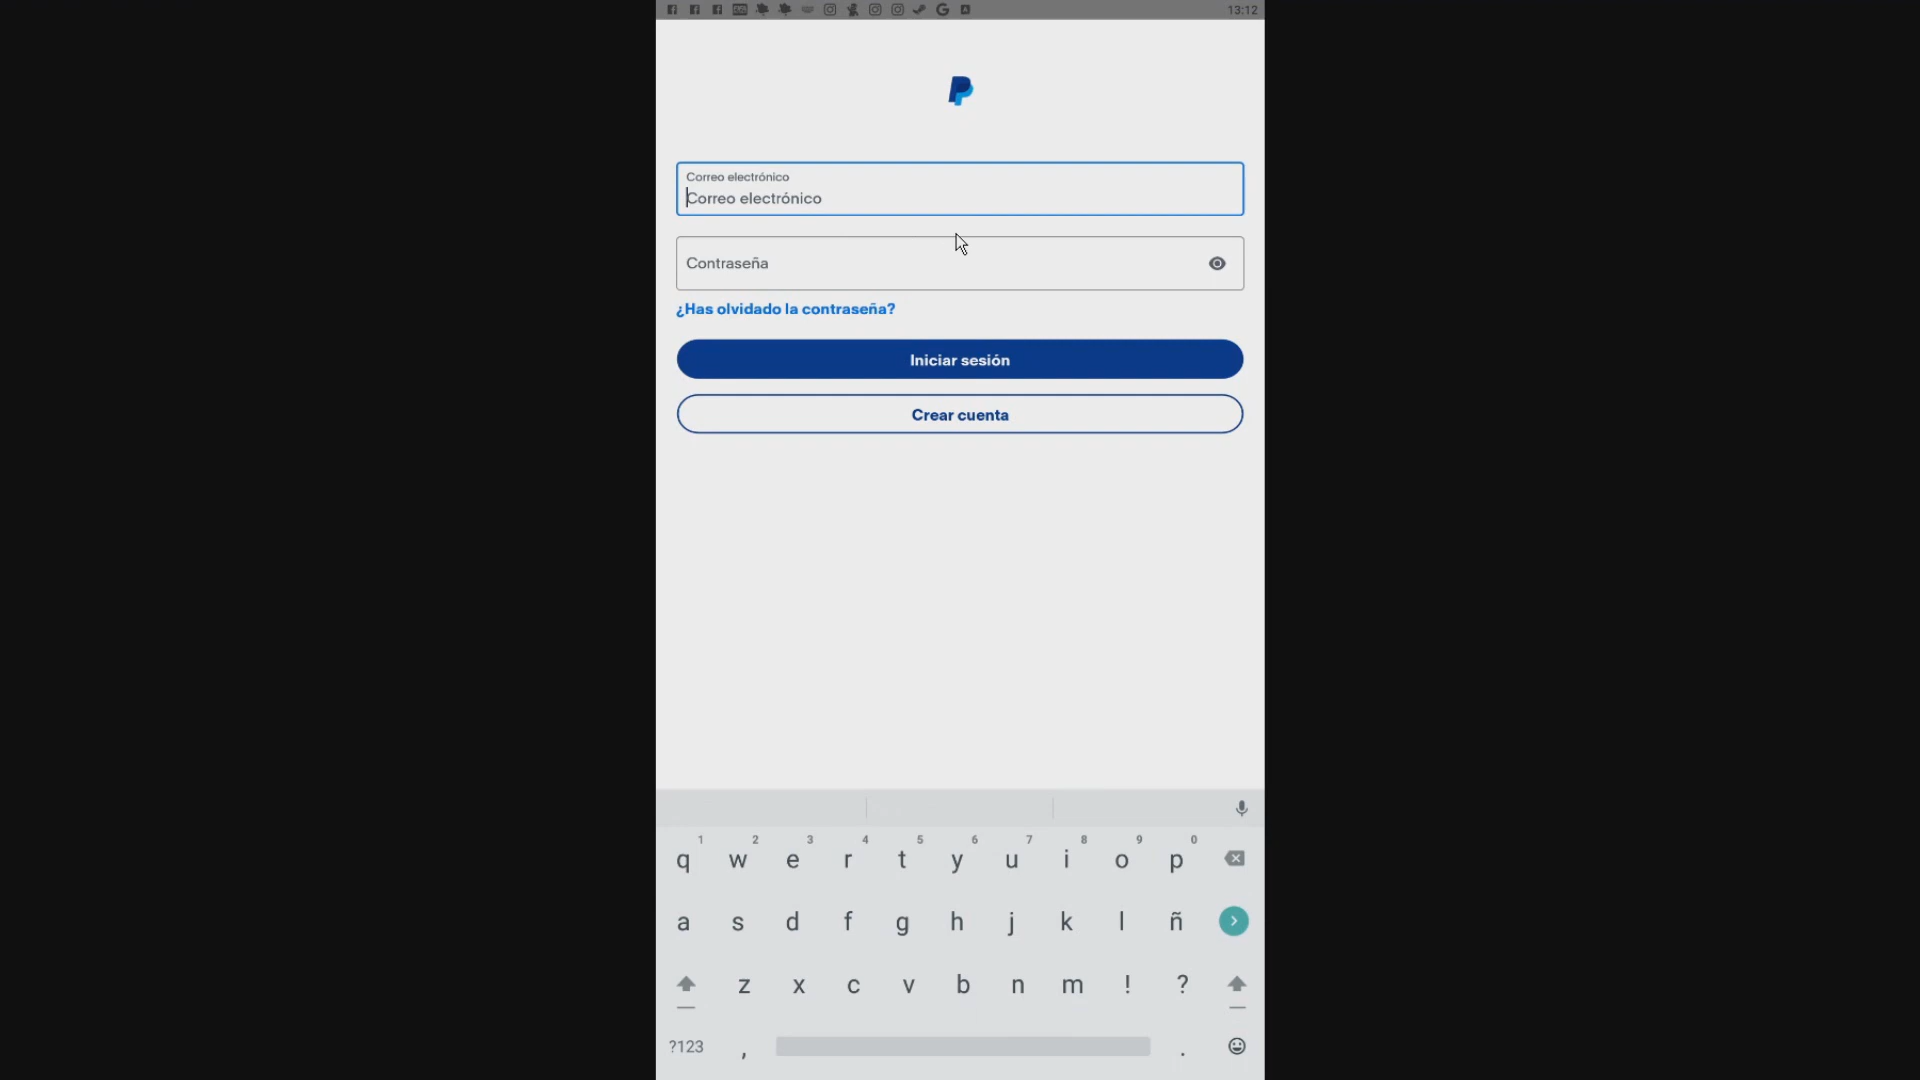 13:12
Correo electrónico
Correo electrónico
Contraseña
¿Has olvidado la contraseña?
Iniciar sesión
Crear cuenta
1 2 3 4 5 6 7 8 9 0
q w e r t y u i o p
a s d f g h j k l ñ
z x c v b n m ! ?
?123 , .